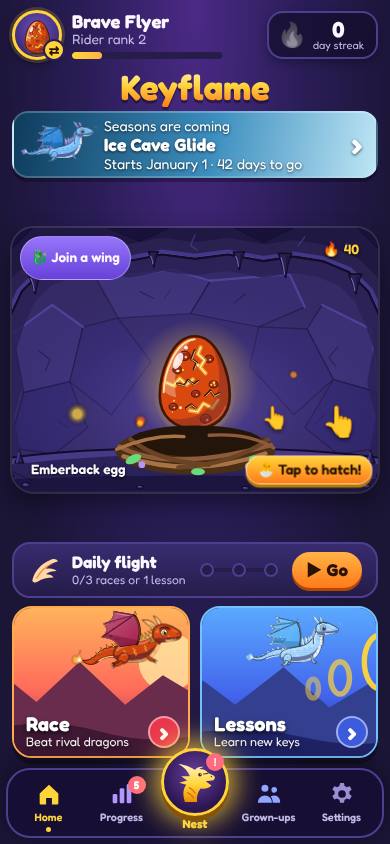 Brave Flyer
Rider rank 2
0
day streak
Keyflame
Seasons are coming
Ice Cave Glide
Starts January 1 · 42 days to go
Join a wing
40
Emberback egg
Tap to hatch!
Daily flight
0/3 races or 1 lesson
Go
Race
Beat rival dragons
Lessons
Learn new keys
5
!
Home
Progress
Nest
Grown-ups
Settings